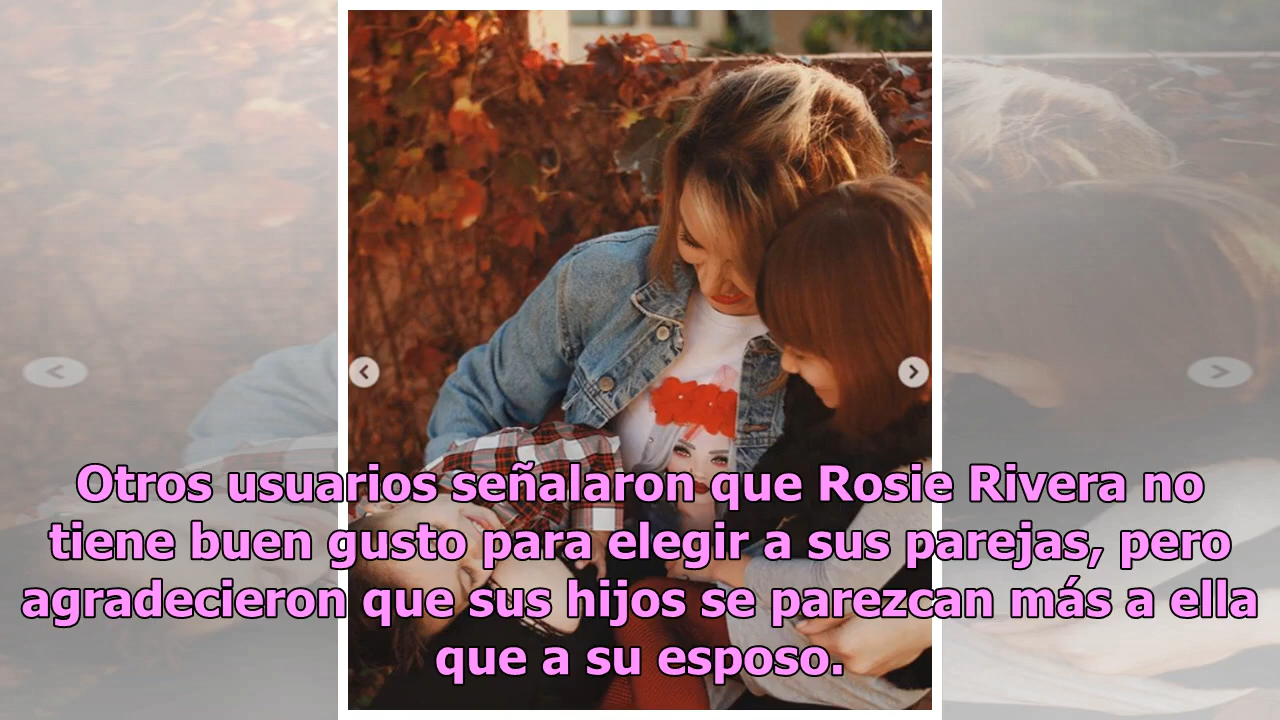 Otros usuarios señalaron que Rosie Rivera no
tiene buen gusto para elegir a sus parejas, pero
agradecieron que sus hijos se parezcan más a ella
que a su esposo.